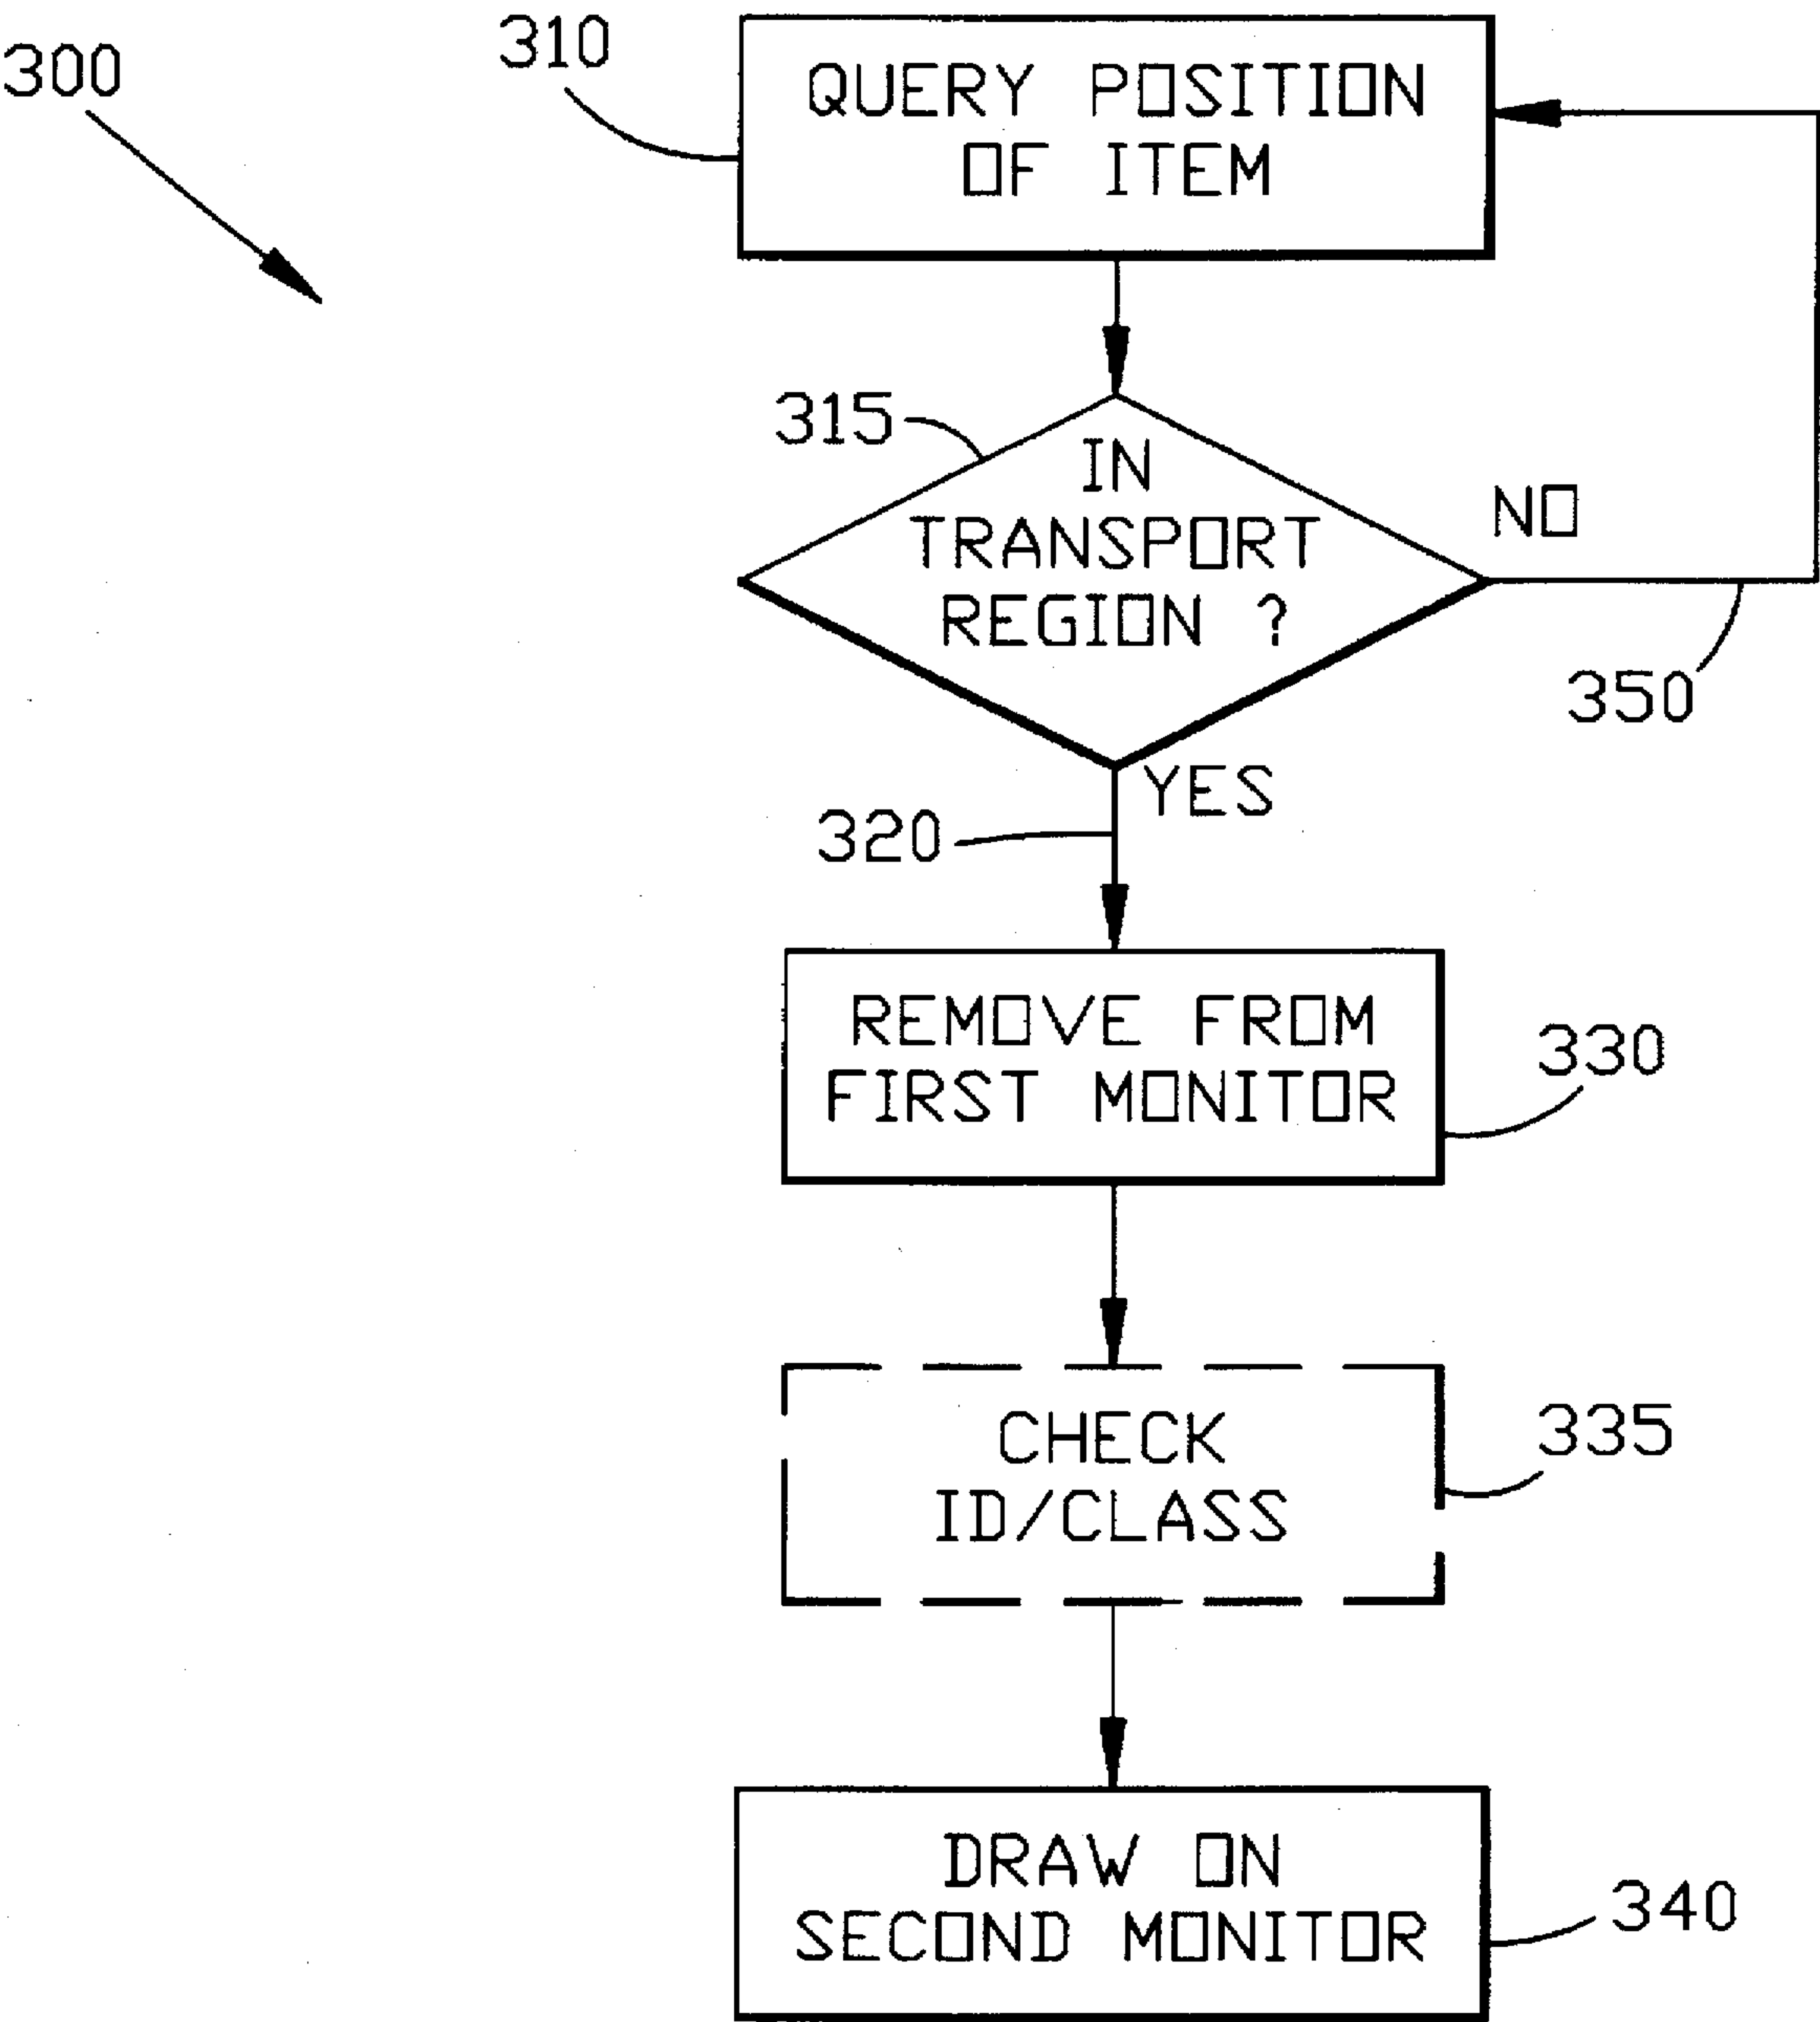 300
310
QUERY POSITION
OF ITEM
315
IN
TRANSPORT
REGION ?
NO
350
YES
320
REMOVE FROM
FIRST MONITOR
330
CHECK
ID/CLASS
335
DRAW ON
SECOND MONITOR
340